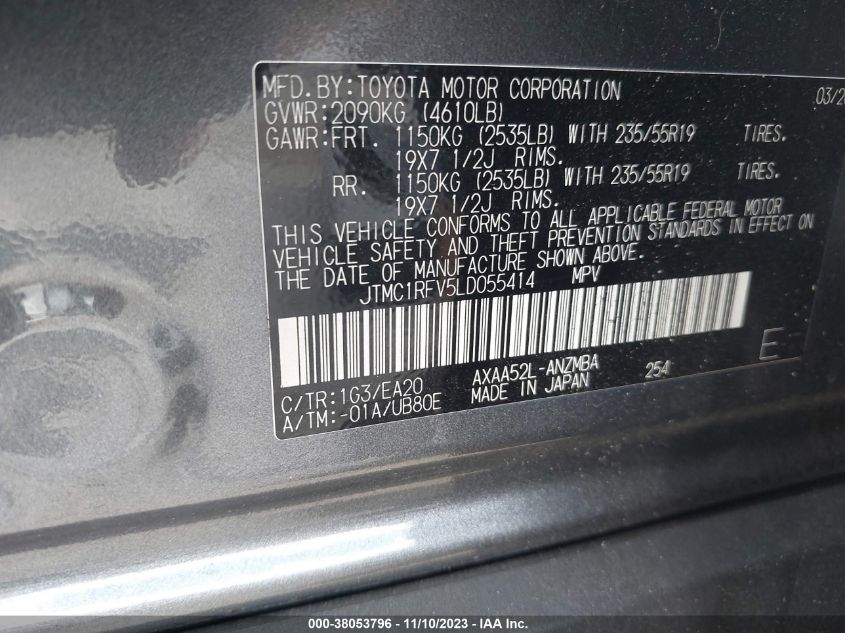 MFD.BY:TOYOTA MOTOR CORPORATION 03/20
GVWR:2090KG (4610LB)
GAWR:FRT. 1150KG (2535LB) WITH 235/55R19 TIRES.
19X7 1/2J RIMS.
RR. 1150KG (2535LB) WITH 235/55R19 TIRES.
19X7 1/2J RIMS.
THIS VEHICLE CONFORMS TO ALL APPLICABLE FEDERAL MOTOR
VEHICLE SAFETY AND THEFT PREVENTION STANDARDS IN EFFECT ON
THE DATE OF MANUFACTURE SHOWN ABOVE.
JTMC1RFV5LD055414 MPV
E
C/TR:1G3/EA20 AXAA52L-ANZMBA 254
A/TM:-01A/UB80E MADE IN JAPAN
000-38053796 - 11/10/2023 - IAAI Inc.